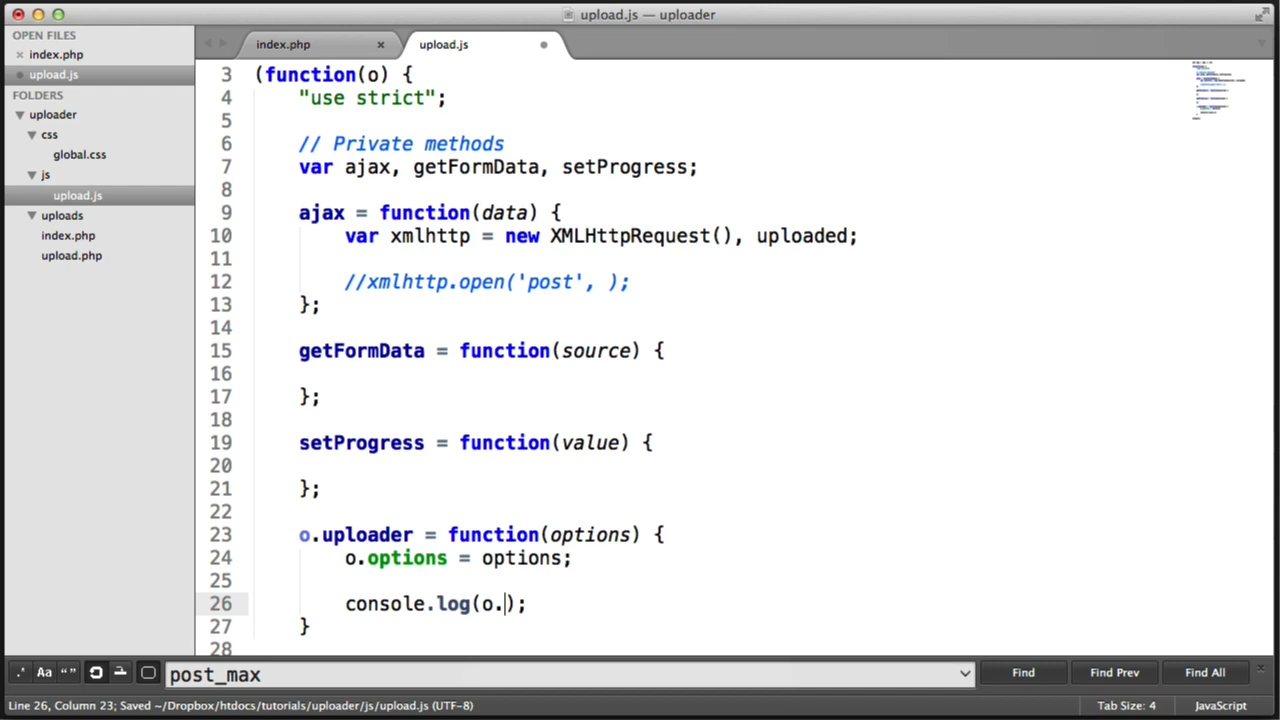 upload.js — uploader
OPEN FILES
index.php
upload.js
FOLDERS
uploader
css
global.css
js
upload.js
uploads
index.php
upload.php
index.php
upload.js
3 (function(o) {
4 "use strict";
5
6 // Private methods
7 var ajax, getFormData, setProgress;
8
9 ajax = function(data) {
10 var xmlhttp = new XMLHttpRequest(), uploaded;
11
12 //xmlhttp.open('post', );
13 };
14
15 getFormData = function(source) {
16
17 };
18
19 setProgress = function(value) {
20
21 };
22
23 o.uploader = function(options) {
24 o.options = options;
25
26 console.log(o.);
27 }
28
.* Aa “” post_max Find Find Prev Find All
Line 26, Column 23; Saved ~/Dropbox/htdocs/tutorials/uploader/js/upload.js (UTF-8) Tab Size: 4 JavaScript